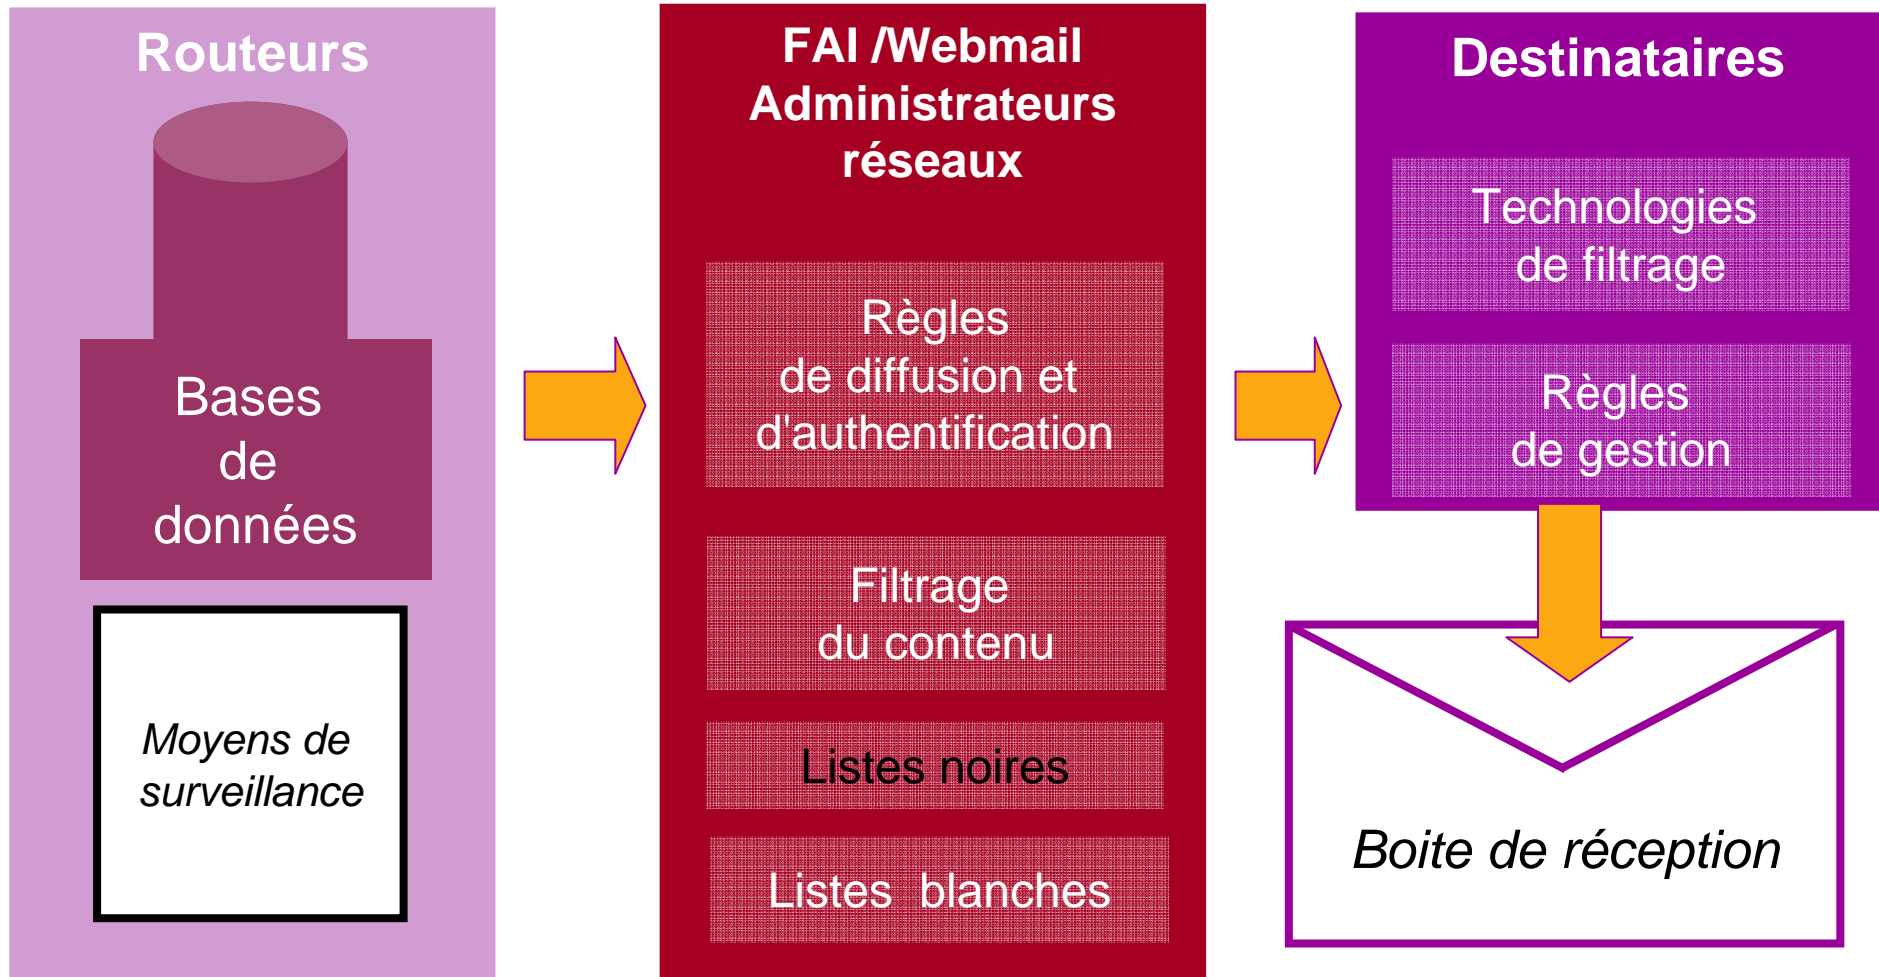 Routeurs
Bases
de
données
Moyens de
surveillance
FAI /Webmail
Administrateurs
réseaux
Règles
de diffusion et
d'authentification
Filtrage
du contenu
Listes noires
Listes blanches
Destinataires
Technologies
de filtrage
Règles
de gestion
Boite de réception